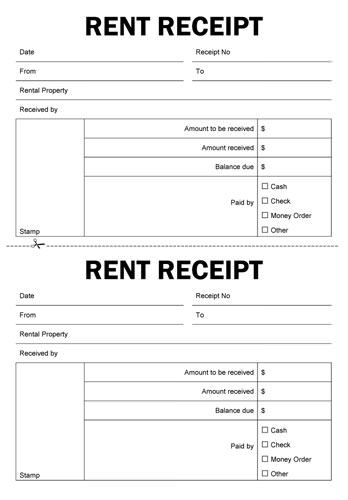 RENT RECEIPT
Date Receipt No
From To
Rental Property
Received by
Amount to be received $
Amount received $
Balance due $
Paid by
Cash
Check
Money Order
Other
Stamp
RENT RECEIPT
Date Receipt No
From To
Rental Property
Received by
Amount to be received $
Amount received $
Balance due $
Paid by
Cash
Check
Money Order
Other
Stamp